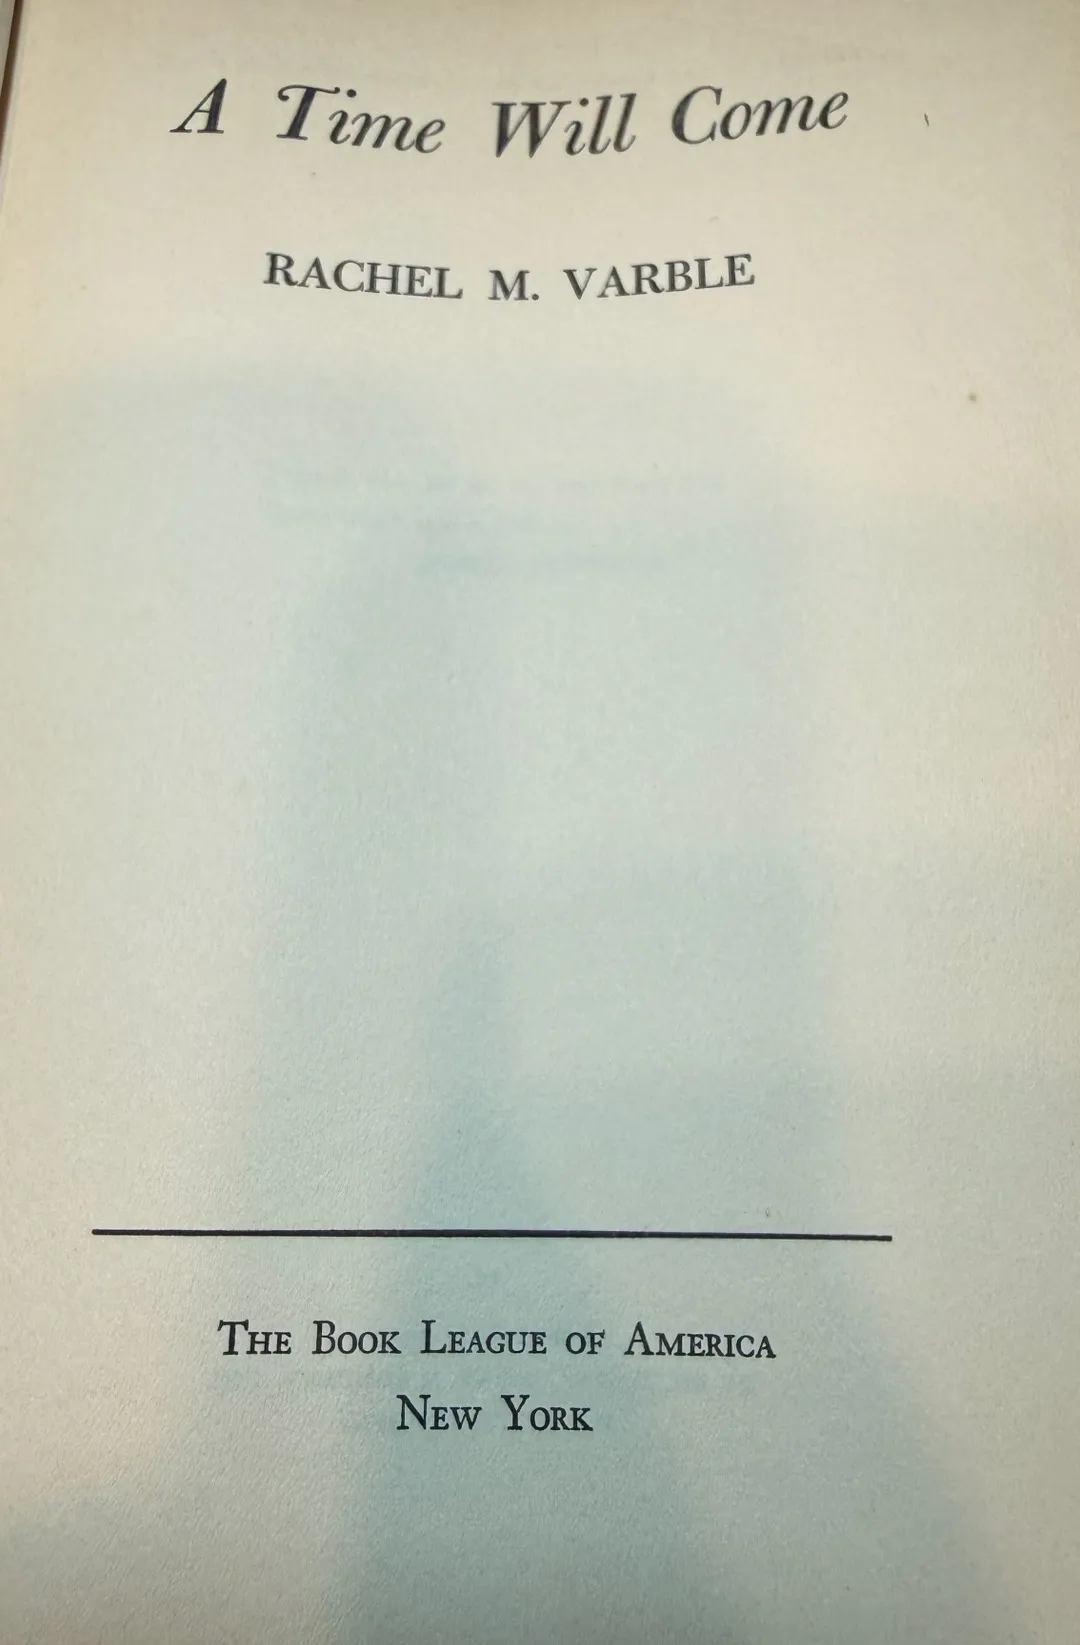 A Time Will Come
RACHEL M. VARBLE
THE BOOK LEAGUE OF AMERICA
NEW YORK